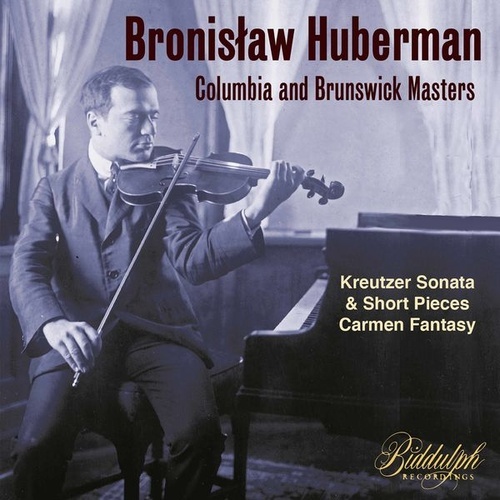 Bronisław Huberman
Columbia and Brunswick Masters
Kreutzer Sonata
& Short Pieces
Carmen Fantasy
Biddulph
RECORDINGS